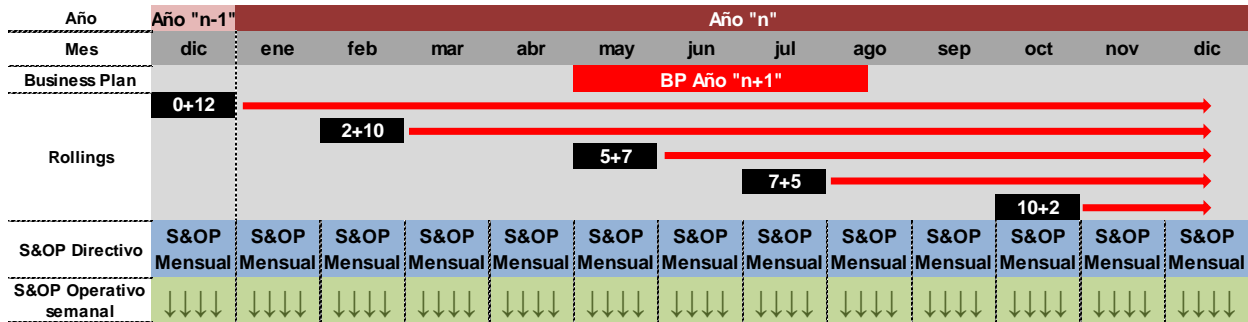 Año Año "n-1" Año "n"
Mes dic ene feb mar abr may jun jul ago sep oct nov dic
Business Plan BP Año "n+1"
0+12
2+10
Rollings 5+7
7+5
10+2
S&OP Directivo S&OP S&OP S&OP S&OP S&OP S&OP S&OP S&OP S&OP S&OP S&OP S&OP S&OP
Mensual Mensual Mensual Mensual Mensual Mensual Mensual Mensual Mensual Mensual Mensual Mensual Mensual
S&OP Operativo
semanal ↓↓↓↓ ↓↓↓↓ ↓↓↓↓ ↓↓↓↓ ↓↓↓↓ ↓↓↓↓ ↓↓↓↓ ↓↓↓↓ ↓↓↓↓ ↓↓↓↓ ↓↓↓↓ ↓↓↓↓ ↓↓↓↓